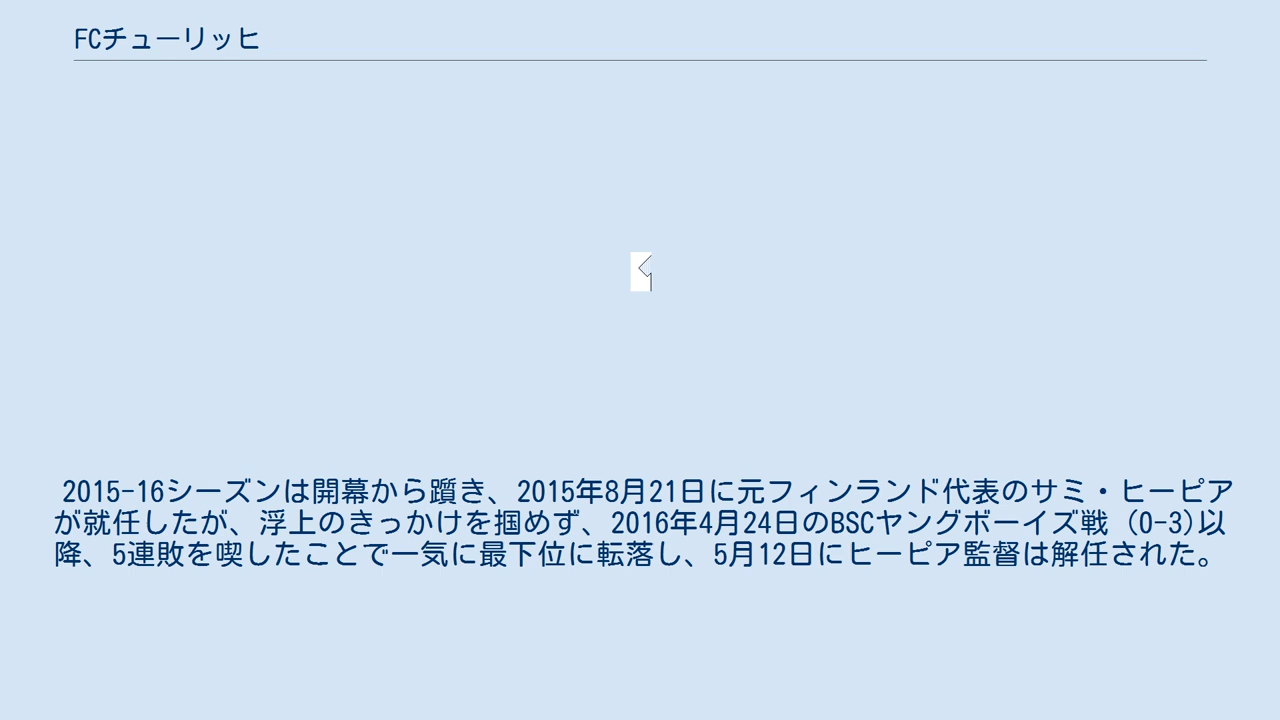 FCチューリッヒ
2015-16シーズンは開幕から躓き、2015年8月21日に元フィンランド代表のサミ・ヒーピア
が就任したが、浮上のきっかけを掴めず、2016年4月24日のBSCヤングボーイズ戦 (0-3)以
降、5連敗を喫したことで一気に最下位に転落し、5月12日にヒーピア監督は解任された。